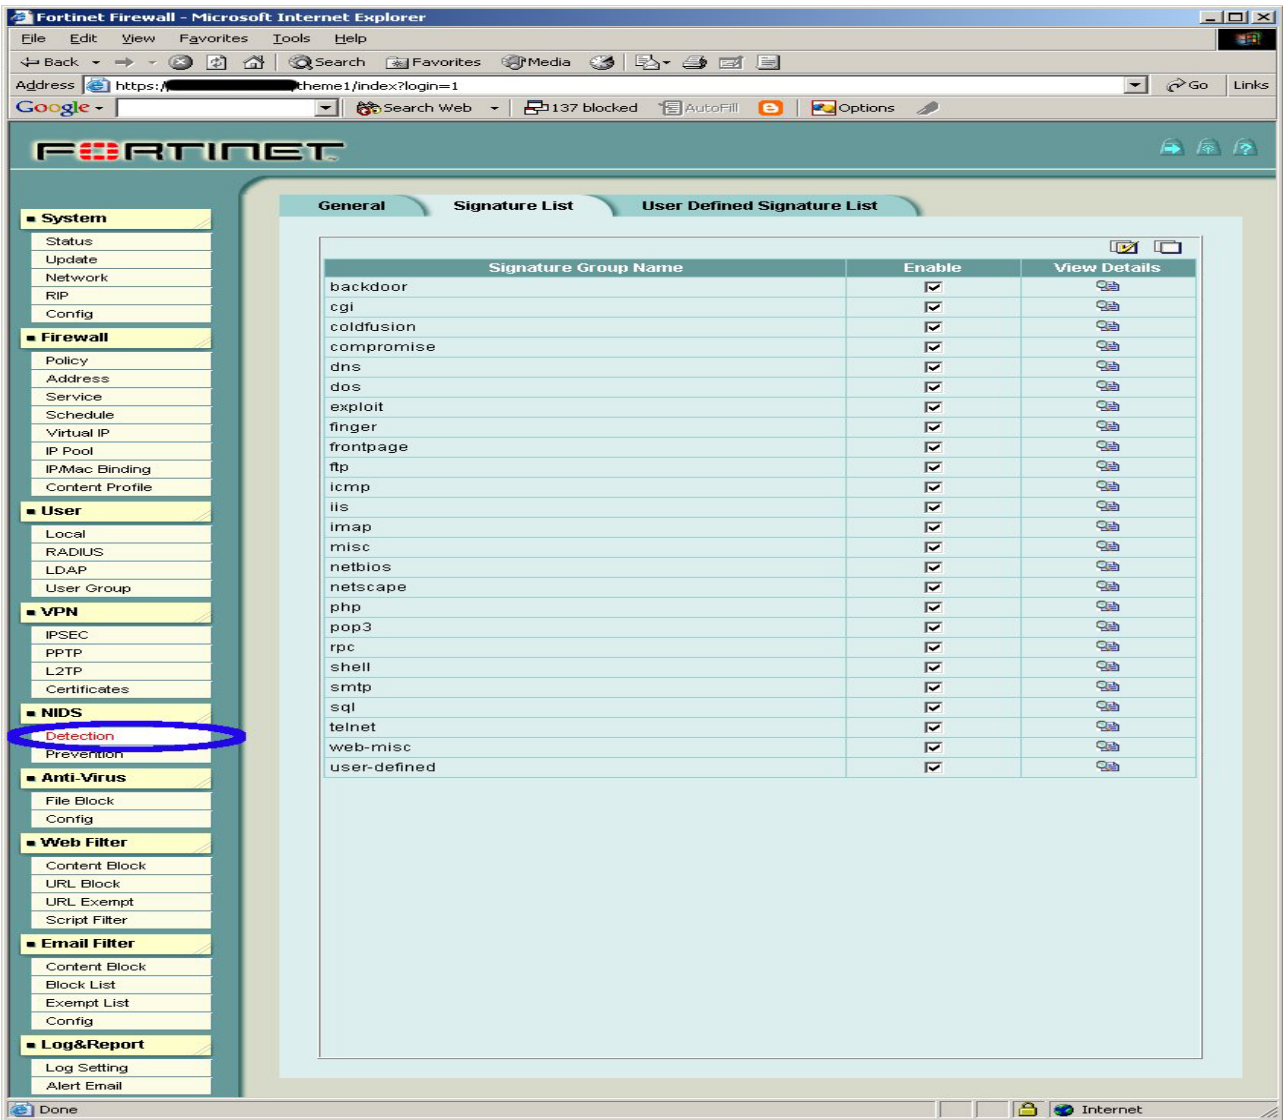 Fortinet Firewall - Microsoft Internet Explorer
File Edit View Favorites Tools Help
Back Search Favorites Media
Address https:/ theme1/index?login=1 Go Links
Google Search Web 137 blocked AutoFill Options
FORTINET
General Signature List User Defined Signature List
System
Status
Update
Network
RIP
Config
Firewall
Policy
Address
Service
Schedule
Virtual IP
IP Pool
IP/Mac Binding
Content Profile
User
Local
RADIUS
LDAP
User Group
VPN
IPSEC
PPTP
L2TP
Certificates
NIDS
Detection
Prevention
Anti-Virus
File Block
Config
Web Filter
Content Block
URL Block
URL Exempt
Script Filter
Email Filter
Content Block
Block List
Exempt List
Config
Log&Report
Log Setting
Alert Email
Signature Group Name Enable View Details
backdoor
cgi
coldfusion
compromise
dns
dos
exploit
finger
frontpage
ftp
icmp
iis
imap
misc
netbios
netscape
php
pop3
rpc
shell
smtp
sql
telnet
web-misc
user-defined
Done Internet